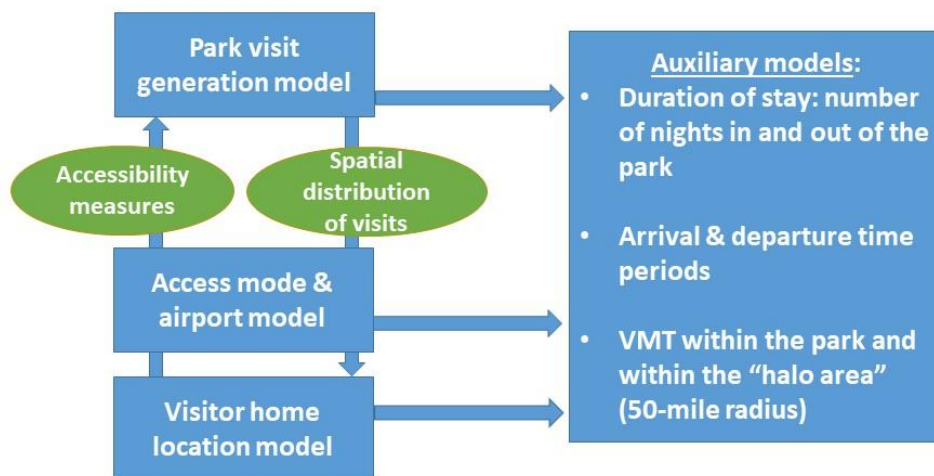 Park visit
generation model
Accessibility
measures
Spatial
distribution
of visits
Access mode &
airport model
Visitor home
location model
Auxiliary models:
• Duration of stay: number
of nights in and out of the
park
• Arrival & departure time
periods
• VMT within the park and
within the “halo area”
(50-mile radius)